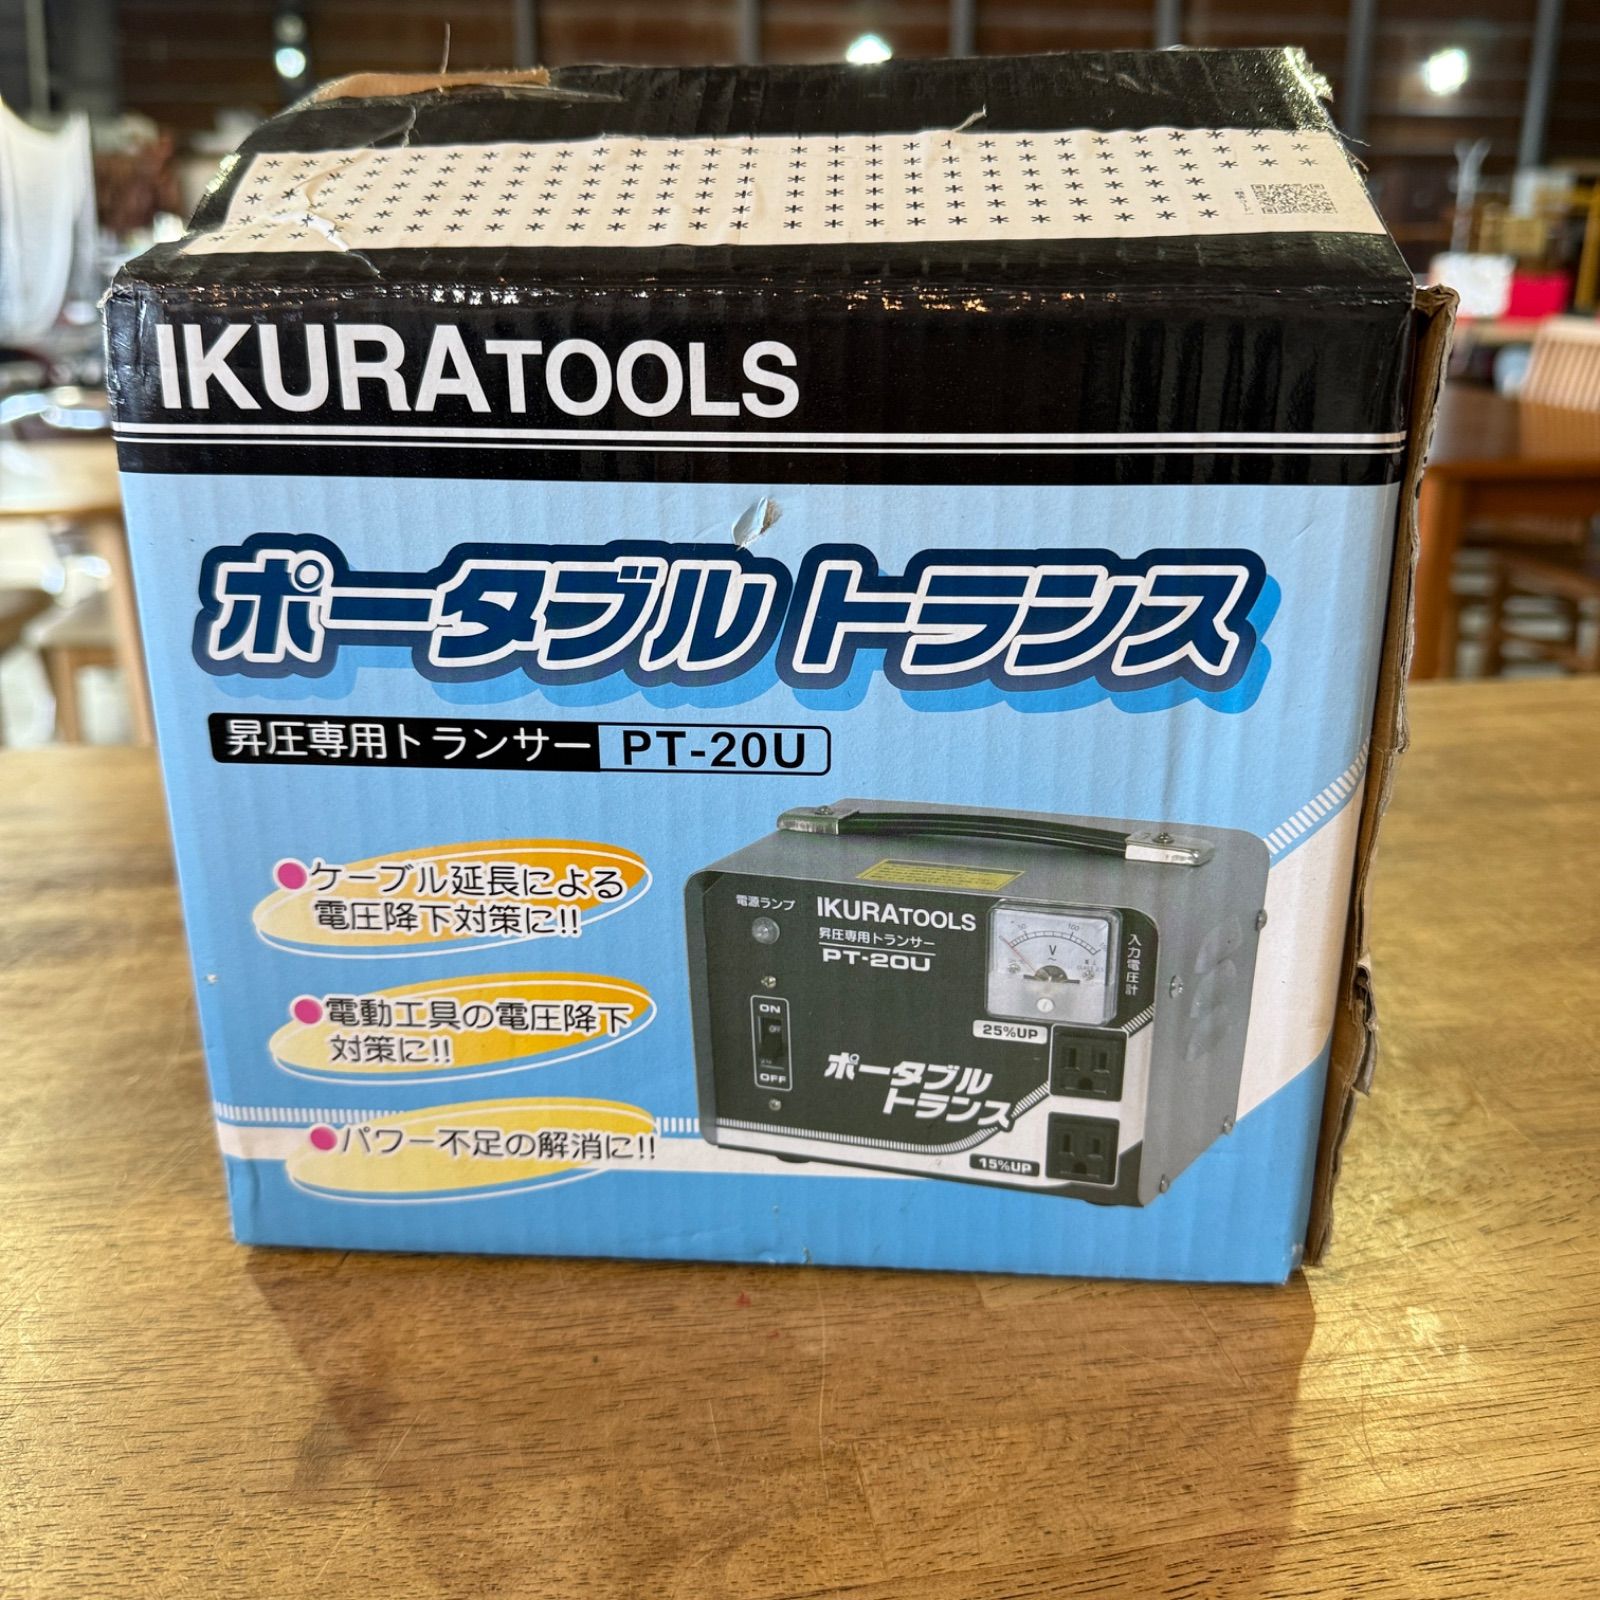 IKURATOOLS
ポータブル トランス
昇圧専用トランサー PT-20U
●ケーブル延長による
電圧降下対策に!!
●電動工具の電圧降下
対策に!!
●パワー不足の解消に!!
電源ランプ
IKURATOOLS
昇圧専用トランサー
PT-20U
V
入力電圧計
ON
OFF
25%UP
ポータブル
トランス
15%UP